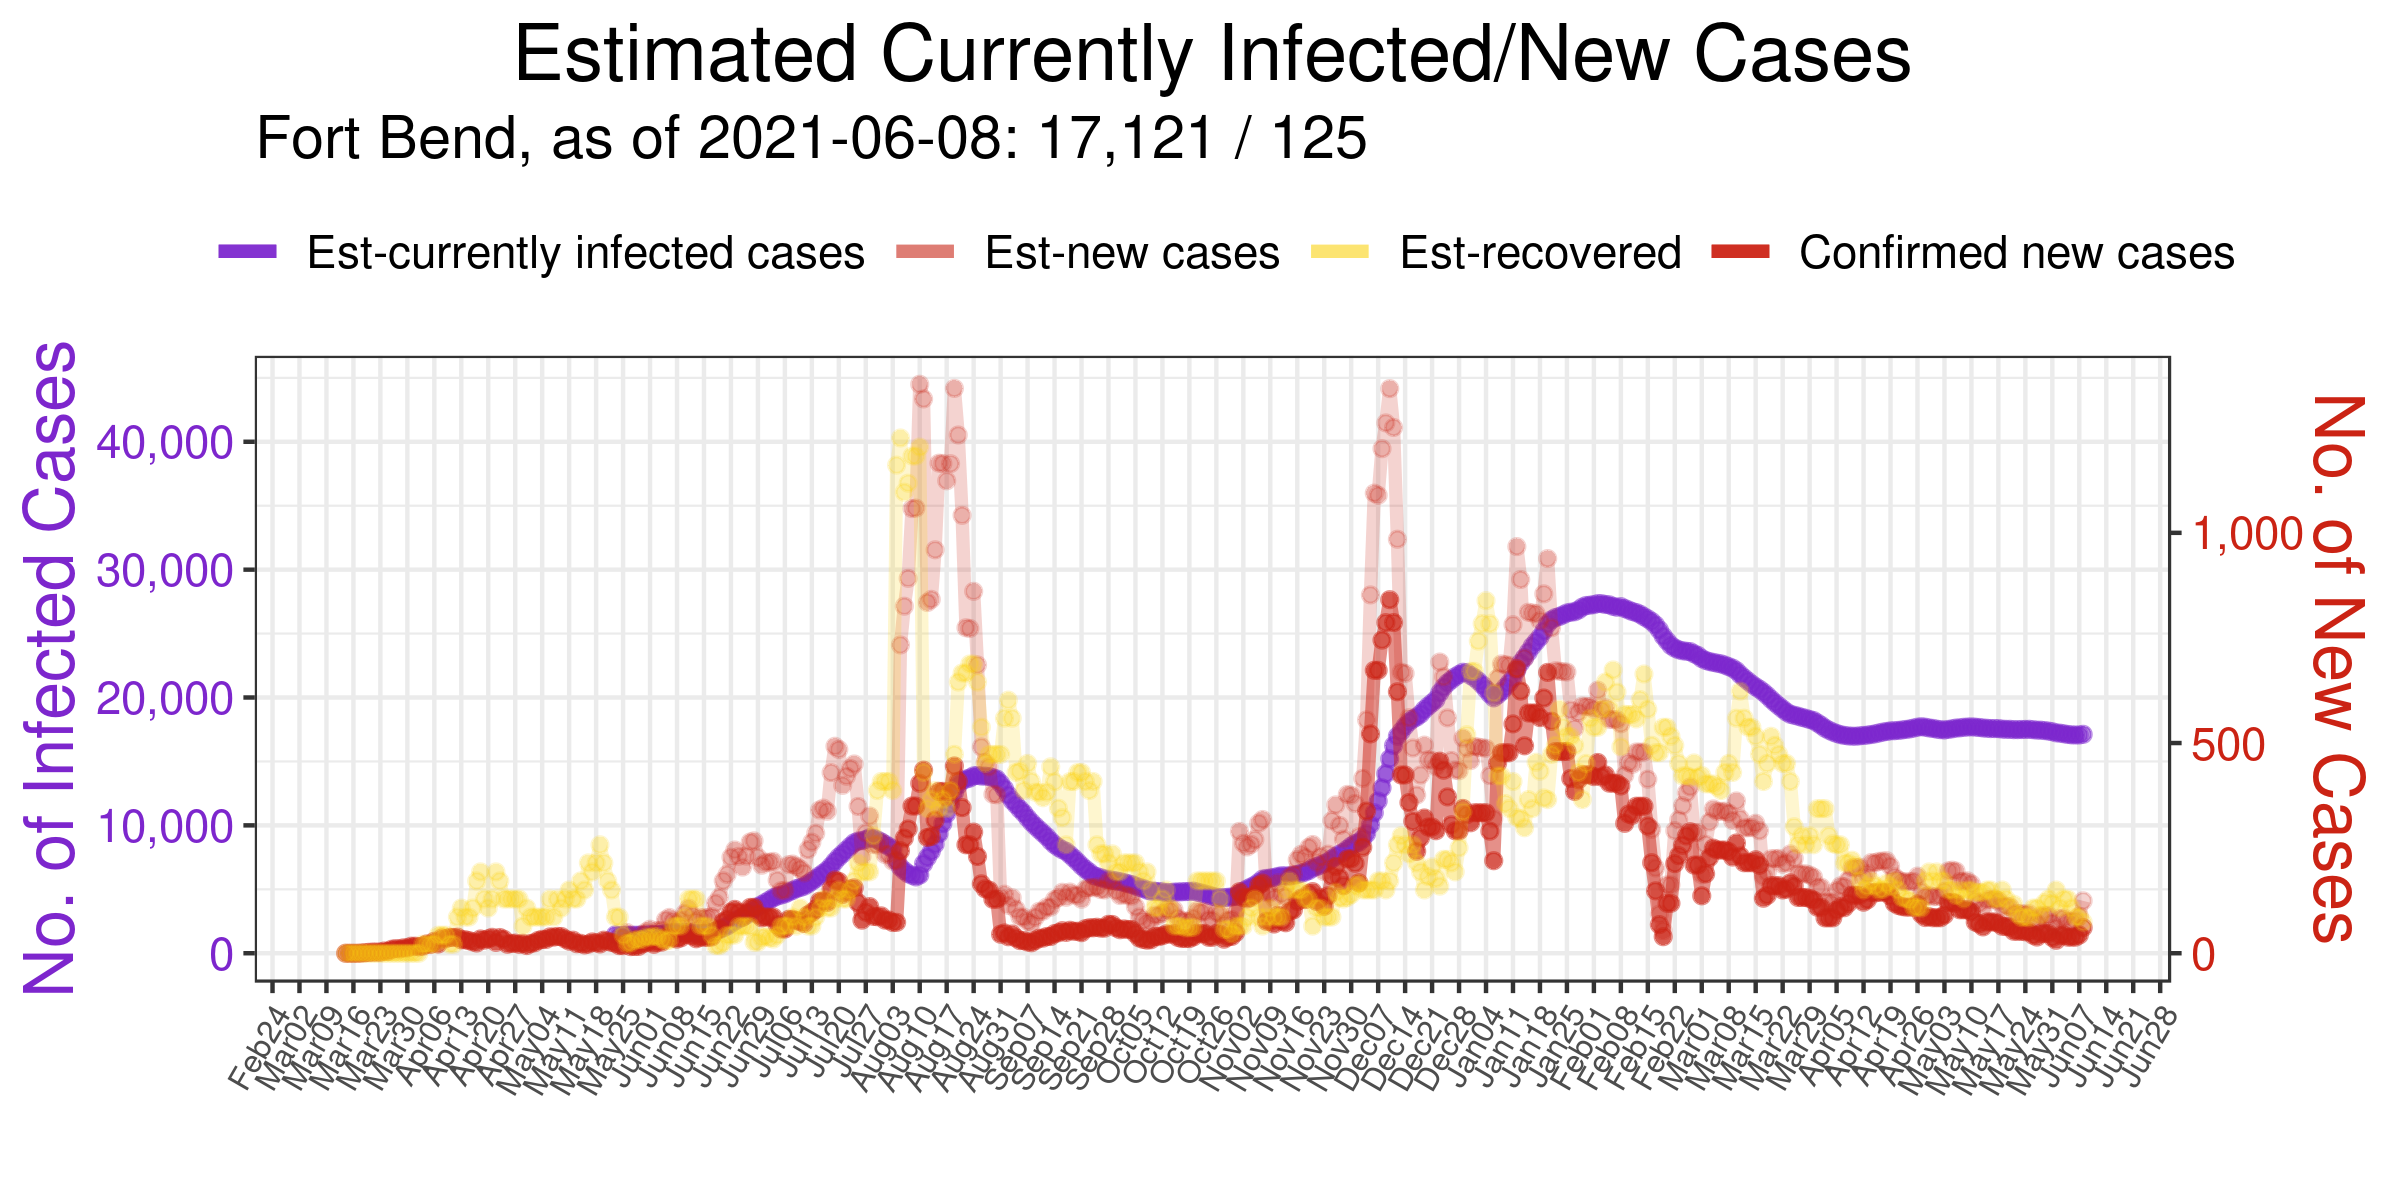 Estimated Currently Infected/New Cases
Fort Bend, as of 2021-06-08: 17,121 / 125
Est-currently infected cases
Est-new cases
Est-recovered
Confirmed new cases
No. of Infected Cases
40,000
30,000
20,000
10,000
0
No. of New Cases
1,000
500
0
Feb24
Mar02
Mar09
Mar16
Mar23
Mar30
Apr06
Apr13
Apr20
Apr27
May04
May11
May18
May25
Jun01
Jun08
Jun15
Jun22
Jun29
Jul06
Jul13
Jul20
Jul27
Aug03
Aug10
Aug17
Aug24
Aug31
Sep07
Sep14
Sep21
Sep28
Oct05
Oct12
Oct19
Oct26
Nov02
Nov09
Nov16
Nov23
Nov30
Dec07
Dec14
Dec21
Dec28
Jan04
Jan11
Jan18
Jan25
Feb01
Feb08
Feb15
Feb22
Mar01
Mar08
Mar15
Mar22
Mar29
Apr05
Apr12
Apr19
Apr26
May03
May10
May17
May24
May31
Jun07
Jun14
Jun21
Jun28